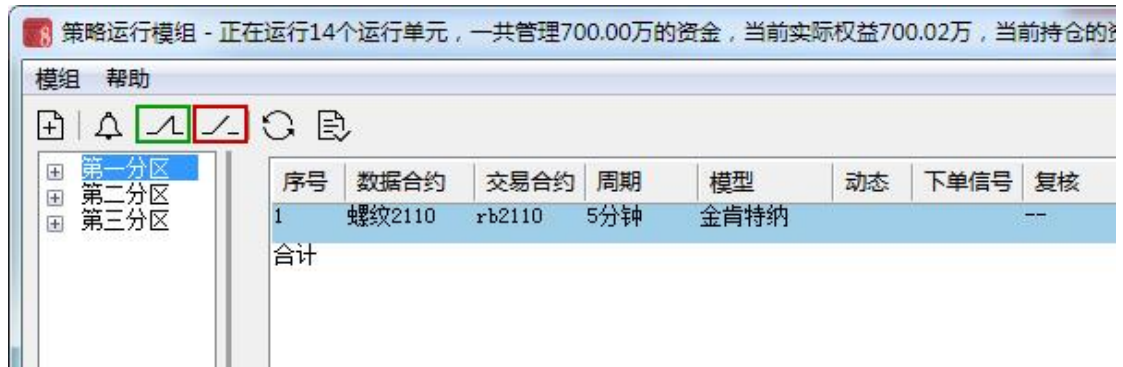 策略运行模组 - 正在运行14个运行单元，一共管理700.00万的资金，当前实际权益700.02万，当前持仓的
模组 帮助
第一分区
第二分区
第三分区
序号 数据合约 交易合约 周期 模型 动态 下单信号 复核
1 螺纹2110 rb2110 5分钟 金肯特纳 --
合计